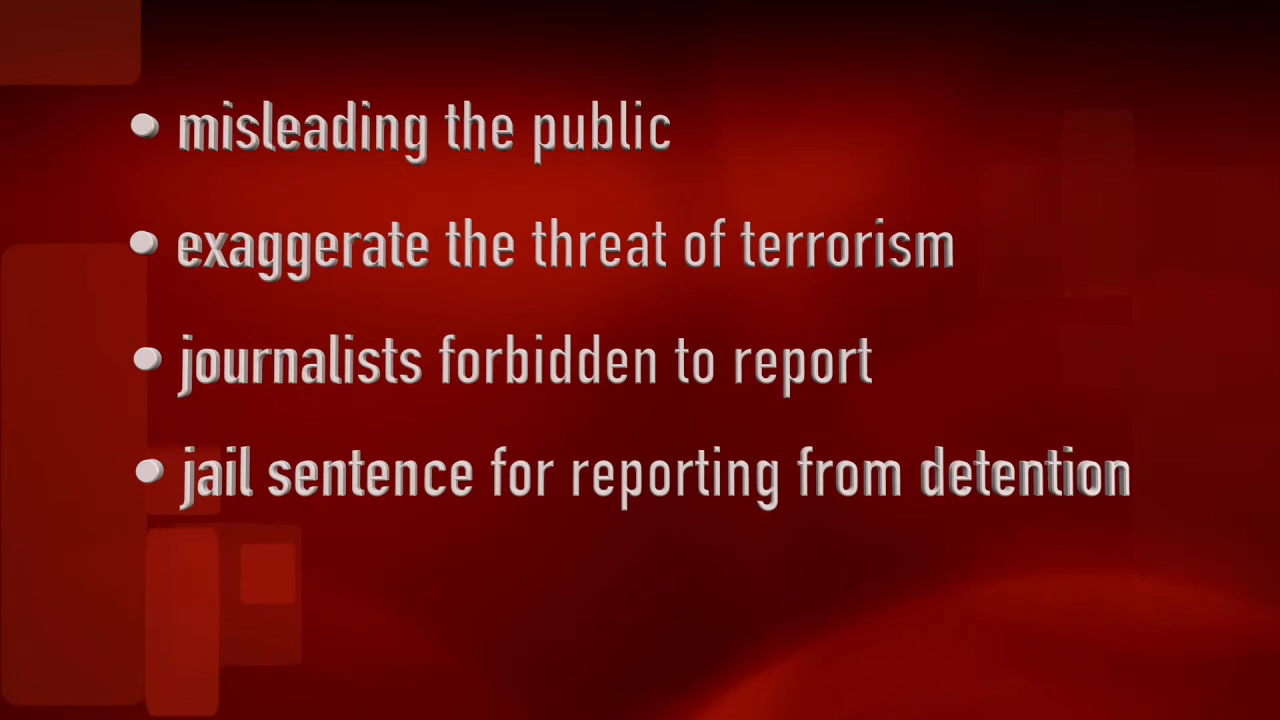 • misleading the public
• exaggerate the threat of terrorism
• journalists forbidden to report
• jail sentence for reporting from detention